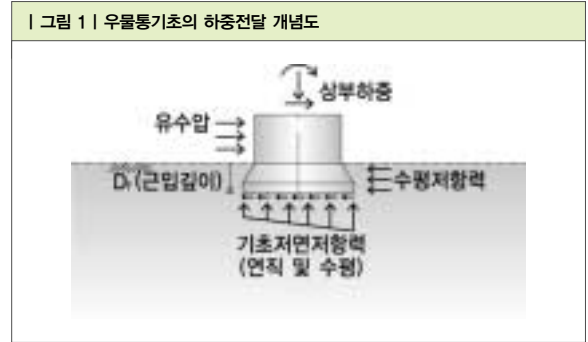 | 그림 1 | 우물통기초의 하중전달 개념도
상부하중
유수압
Df (근입깊이)
수평저항력
기초저면저항력
(연직 및 수평)